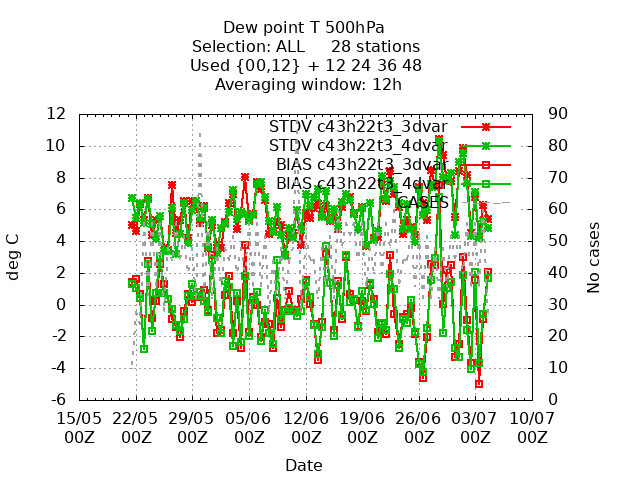 Dew point T 500hPa
Selection: ALL 28 stations
Used {00,12} + 12 24 36 48
Averaging window: 12h
STDV c43h22t3_3dvar
STDV c43h22t3_4dvar
BIAS c43h22t3_3dvar
BIAS c43h22t3_4dvar
CASES
deg C
12
10
8
6
4
2
0
-2
-4
-6
90
80
70
60
50
40
30
20
10
0
No cases
15/05 22/05 29/05 05/06 12/06 19/06 26/06 03/07 10/07
00Z 00Z 00Z 00Z 00Z 00Z 00Z 00Z 00Z
Date